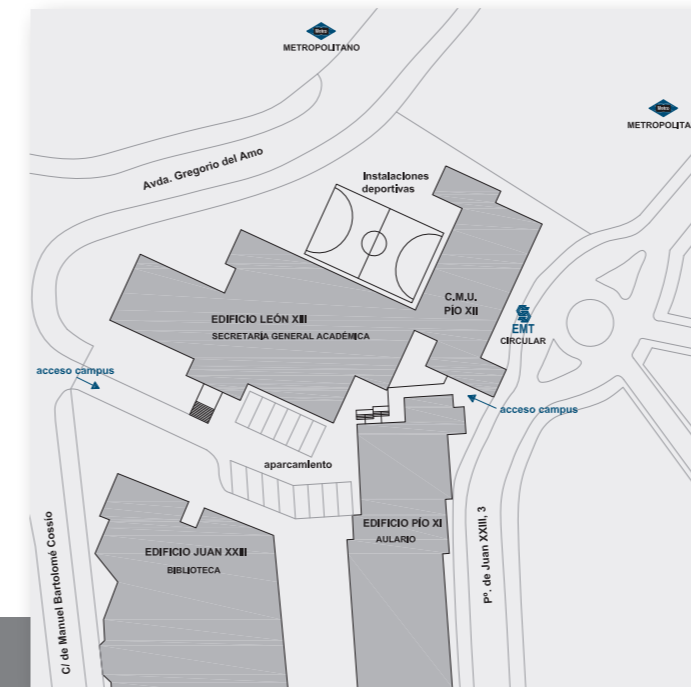 Metro
METROPOLITANO
Metro
METROPOLITA
Avda. Gregorio del Amo
Instalaciones
deportivas
C.M.U.
PÍO XII
EDIFICIO LEÓN XIII
SECRETARÍA GENERAL ACADÉMICA
EMT
CIRCULAR
acceso campus
acceso campus
aparcamiento
EDIFICIO PÍO XI
AULARIO
EDIFICIO JUAN XXIII
BIBLIOTECA
C/ de Manuel Bartolomé Cossío
Pº. de Juan XXIII, 3